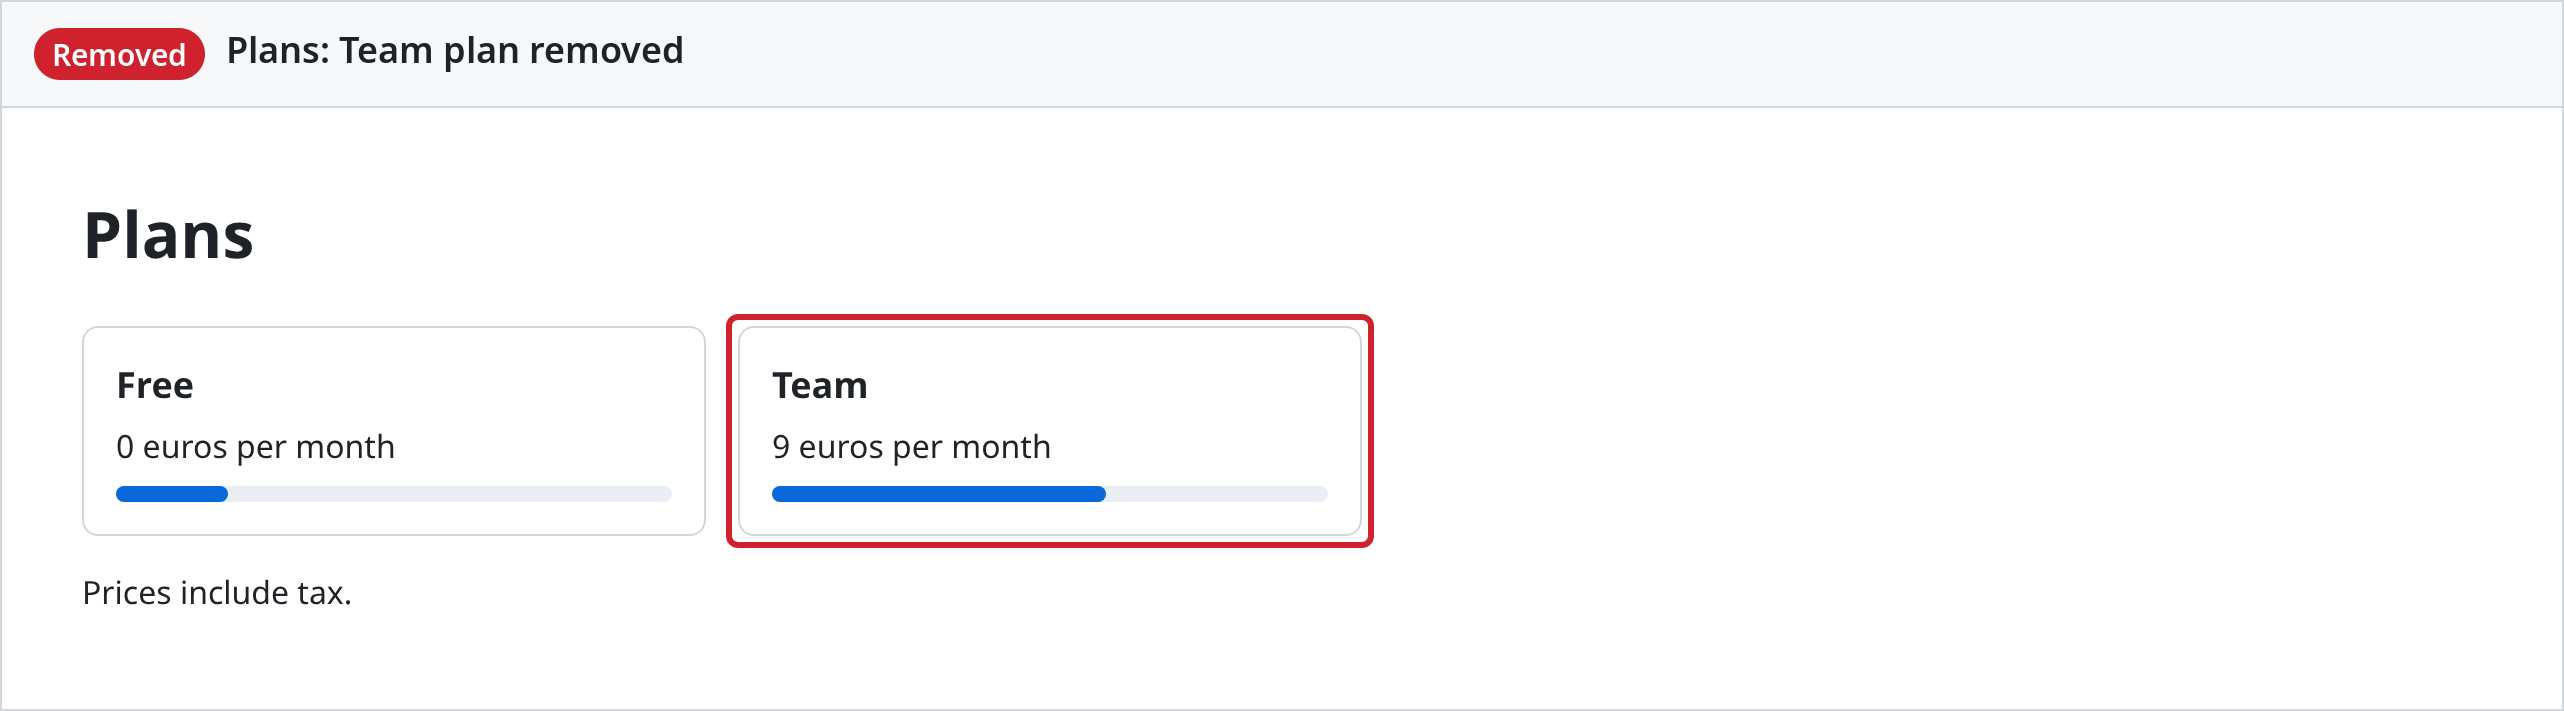 Removed Plans: Team plan removed
Plans
Free
0 euros per month
Team
9 euros per month
Prices include tax.